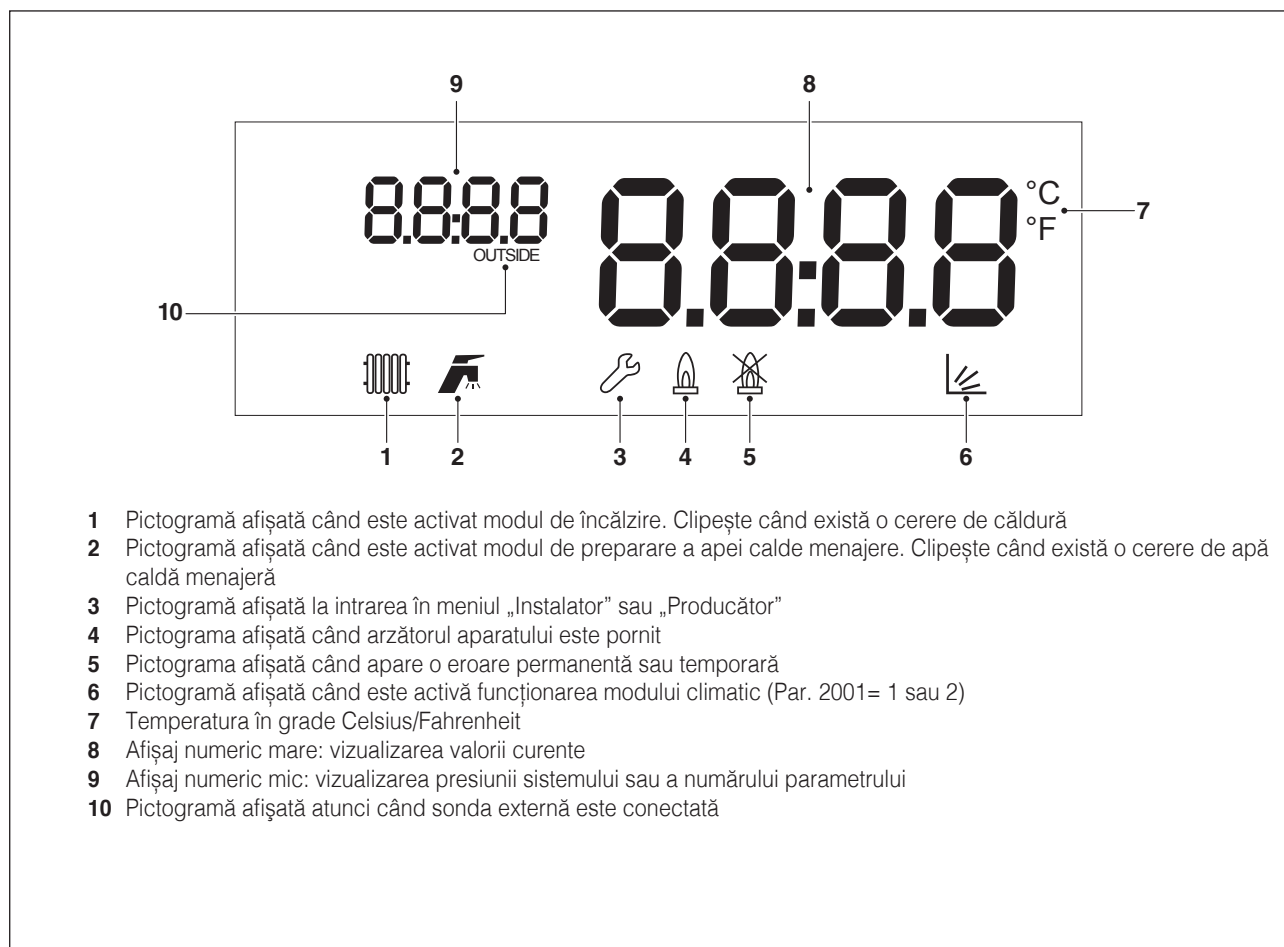 9
8
8.8:8.8
8.8:8.8
°C
°F
7
OUTSIDE
10
1
2
3
4
5
6
1 Pictogramă afișată când este activat modul de încălzire. Clipește când există o cerere de căldură
2 Pictogramă afișată când este activat modul de preparare a apei calde menajere. Clipește când există o cerere de apă
caldă menajeră
3 Pictogramă afișată la intrarea în meniul „Instalator” sau „Producător”
4 Pictograma afișată când arzătorul aparatului este pornit
5 Pictograma afișată când apare o eroare permanentă sau temporară
6 Pictogramă afișată când este activă funcționarea modului climatic (Par. 2001= 1 sau 2)
7 Temperatura în grade Celsius/Fahrenheit
8 Afișaj numeric mare: vizualizarea valorii curente
9 Afișaj numeric mic: vizualizarea presiunii sistemului sau a numărului parametrului
10 Pictogramă afişată atunci când sonda externă este conectată